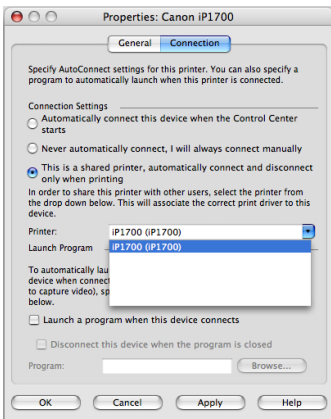 Properties: Canon iP1700
General Connection
Specify AutoConnect settings for this printer. You can also specify a
program to automatically launch when this printer is connected.
Connection Settings
Automatically connect this device when the Control Center
starts
Never automatically connect, I will always connect manually
This is a shared printer, automatically connect and disconnect
only when printing
In order to share this printer with other users, select the printer from
the drop down below. This will associate the correct print driver to this
device.
Printer: iP1700 (iP1700)
iP1700 (iP1700)
Launch Program
To automatically lau
device when connect
to capture video), sp
below.
Launch a program when this device connects
Disconnect this device when the program is closed
Program: Browse...
OK Cancel Apply Help